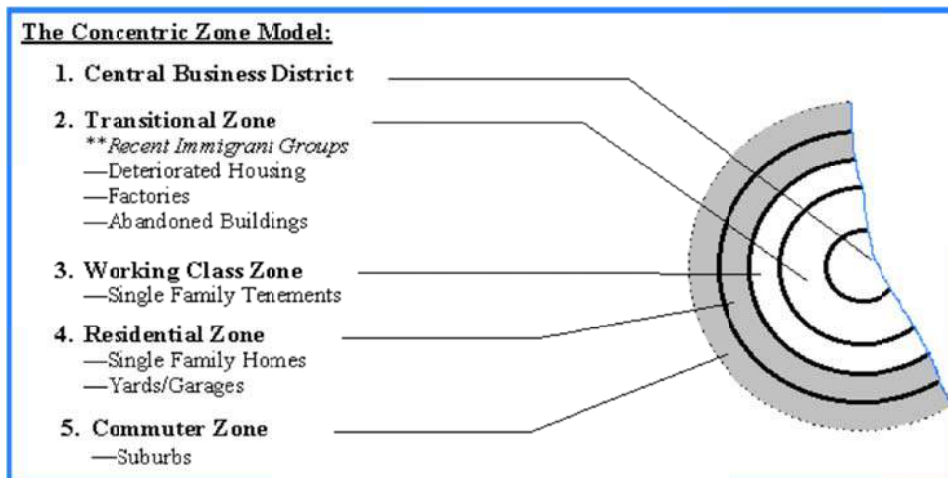 The Concentric Zone Model:
1. Central Business District
2. Transitional Zone
**Recent Immigrant Groups
—Deteriorated Housing
—Factories
—Abandoned Buildings
3. Working Class Zone
—Single Family Tenements
4. Residential Zone
—Single Family Homes
—Yards/Garages
5. Commuter Zone
—Suburbs